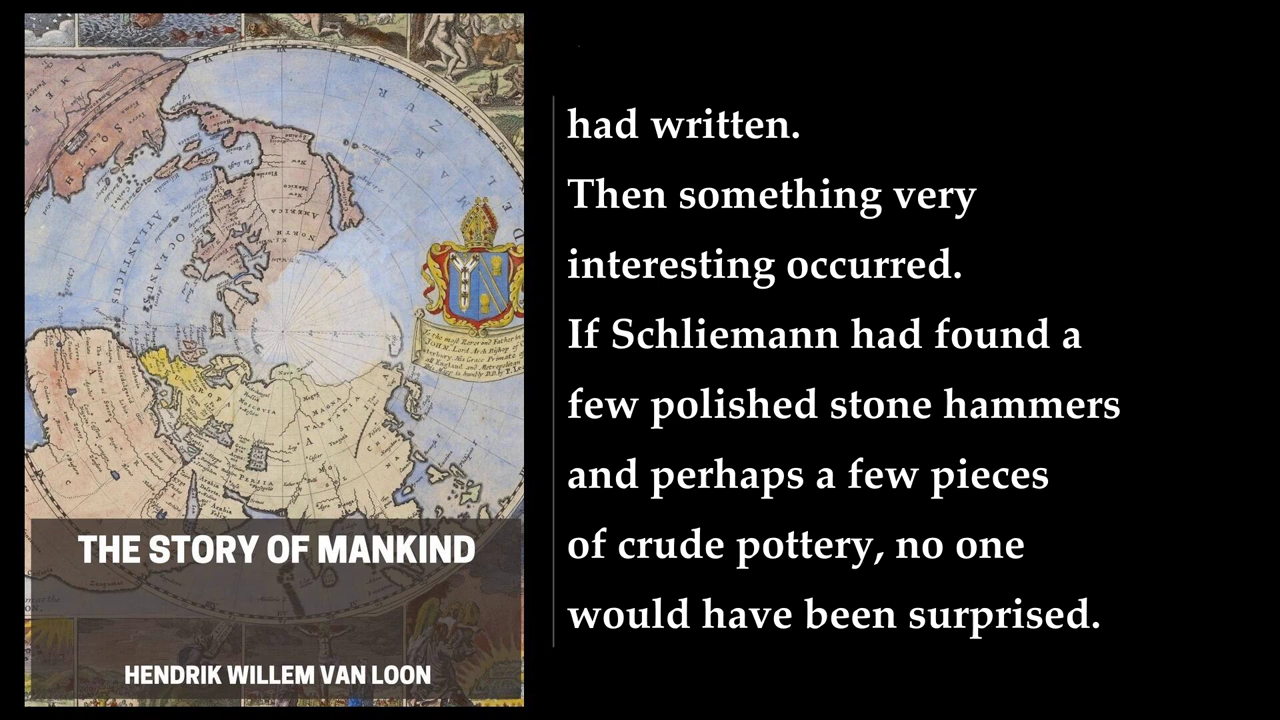 THE STORY OF MANKIND
HENDRIK WILLEM VAN LOON
had written.
Then something very
interesting occurred.
If Schliemann had found a
few polished stone hammers
and perhaps a few pieces
of crude pottery, no one
would have been surprised.